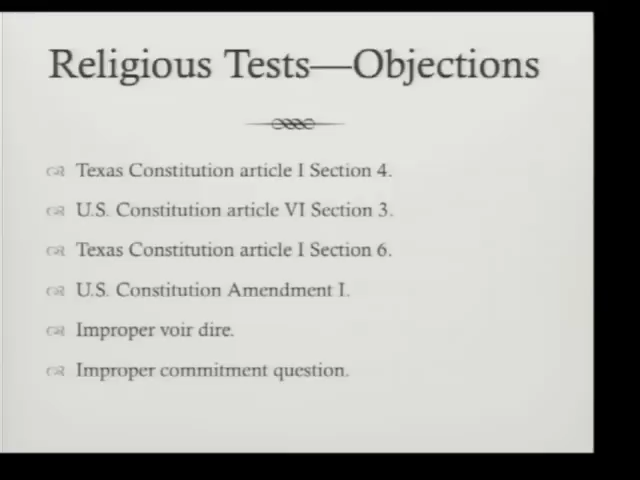 Religious Tests—Objections
Texas Constitution article I Section 4.
U.S. Constitution article VI Section 3.
Texas Constitution article I Section 6.
U.S. Constitution Amendment I.
Improper voir dire.
Improper commitment question.